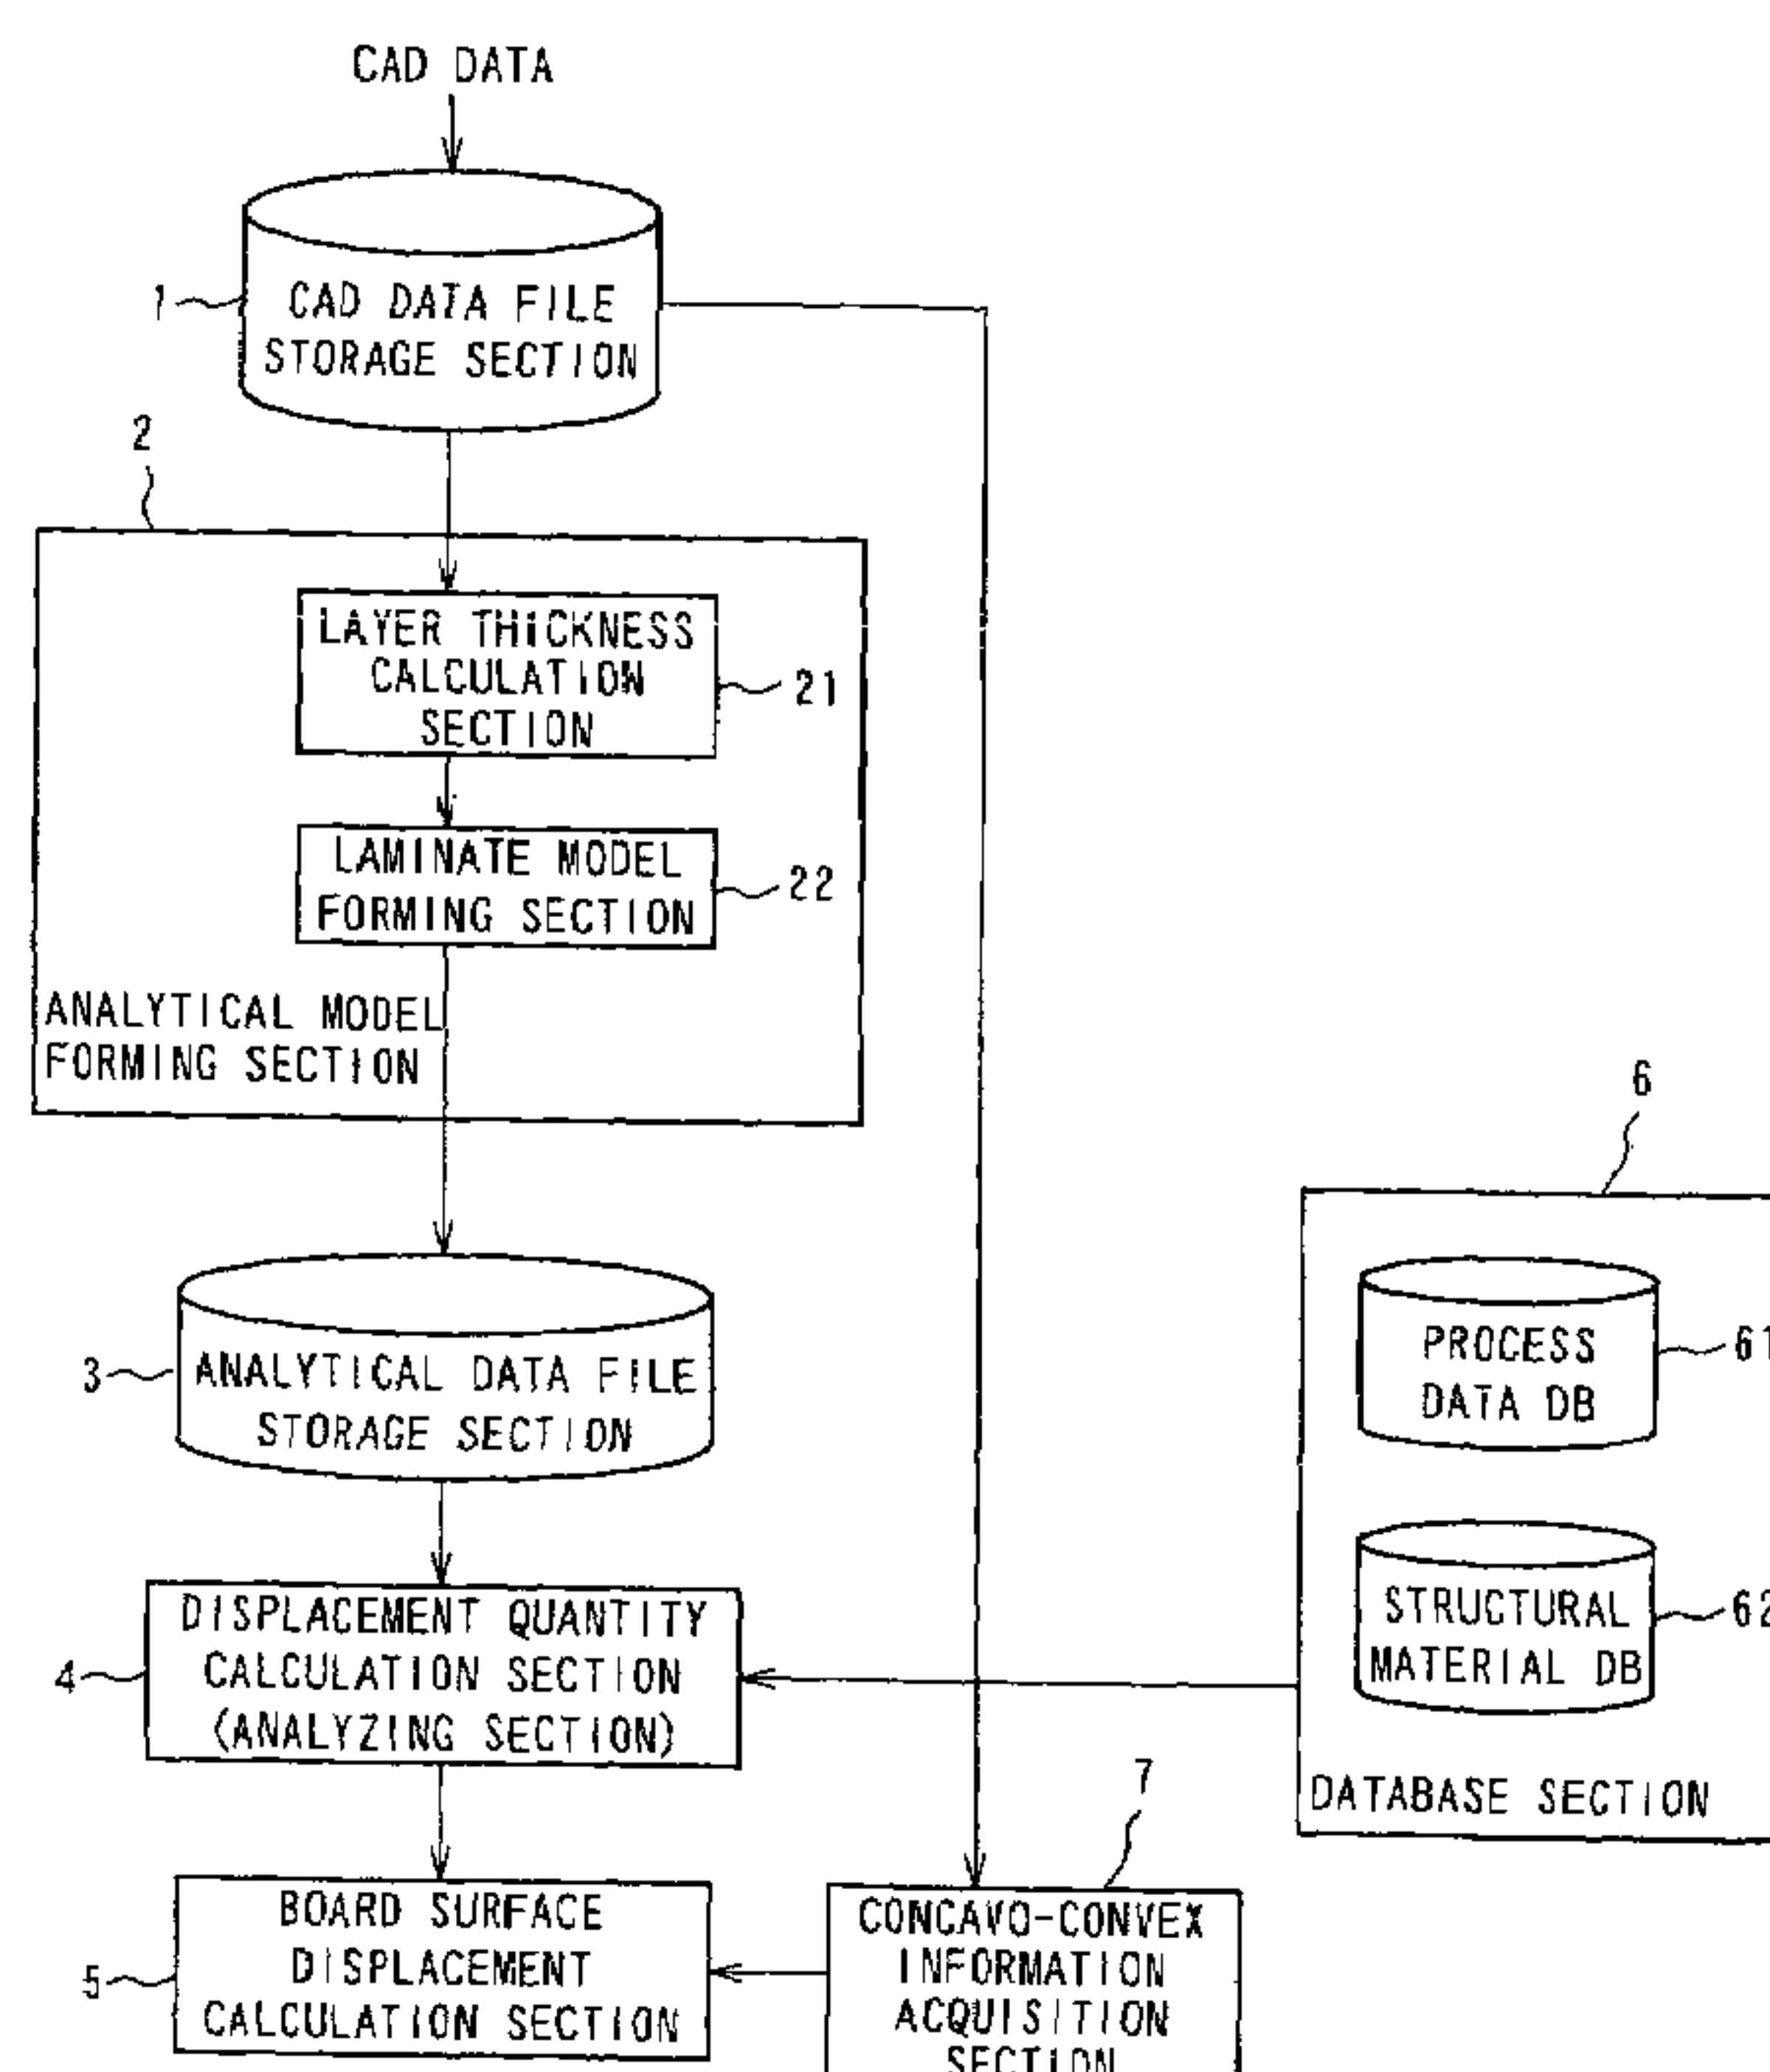 CAD DATA
1
CAD DATA FILE
STORAGE SECTION
2
LAYER THICKNESS
CALCULATION
SECTION
21
LAMINATE MODEL
FORMING SECTION
22
ANALYTICAL MODEL
FORMING SECTION
6
3
ANALYTICAL DATA FILE
STORAGE SECTION
PROCESS
DATA DB
61
STRUCTURAL
MATERIAL DB
62
DATABASE SECTION
4
DISPLACEMENT QUANTITY
CALCULATION SECTION
(ANALYZING SECTION)
7
5
BOARD SURFACE
DISPLACEMENT
CALCULATION SECTION
CONCAVO-CONVEX
INFORMATION
ACQUISITION
SECTION